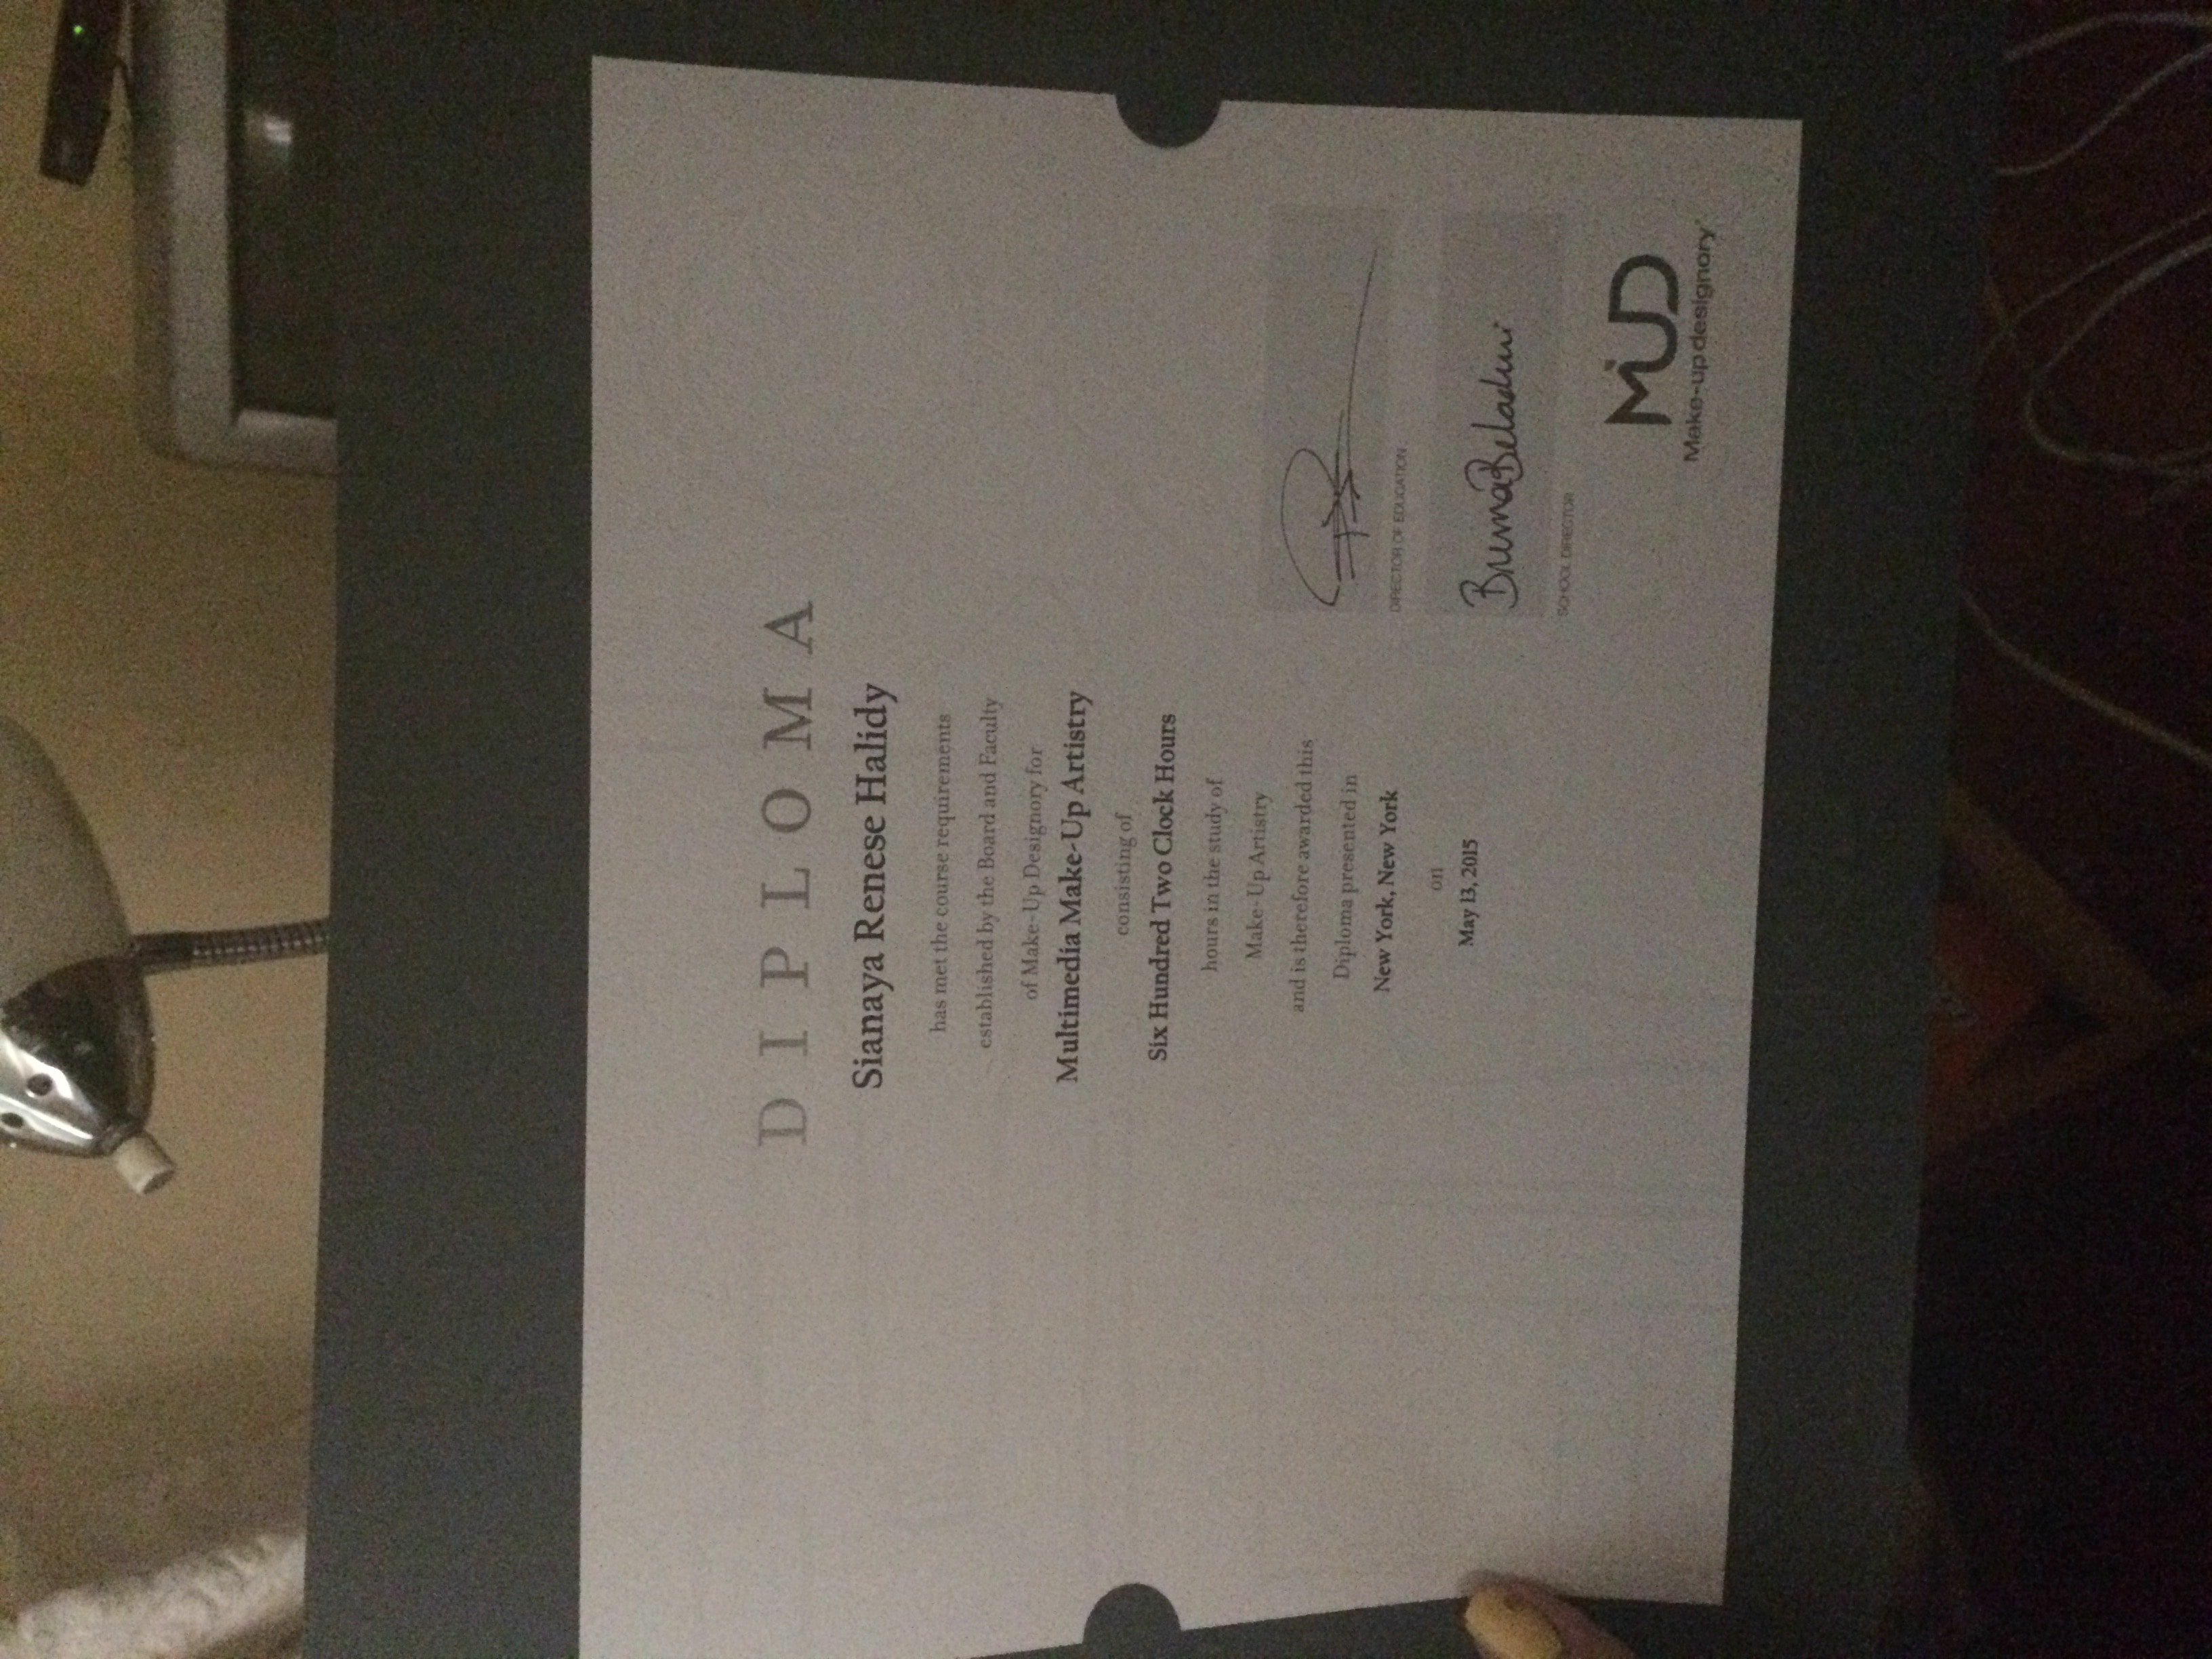 DIPLOMA
Sianaya Renese Halidy
has met the course requirements
established by the Board and Faculty
of Make-Up Designory for
Multimedia Make-Up Artistry
consisting of
Six Hundred Two Clock Hours
hours in the study of
Make-Up Artistry
and is therefore awarded this
Diploma presented in
New York, New York
on
May 13, 2015
DIRECTOR OF EDUCATION
SCHOOL DIRECTOR
MUD
Make-up designory